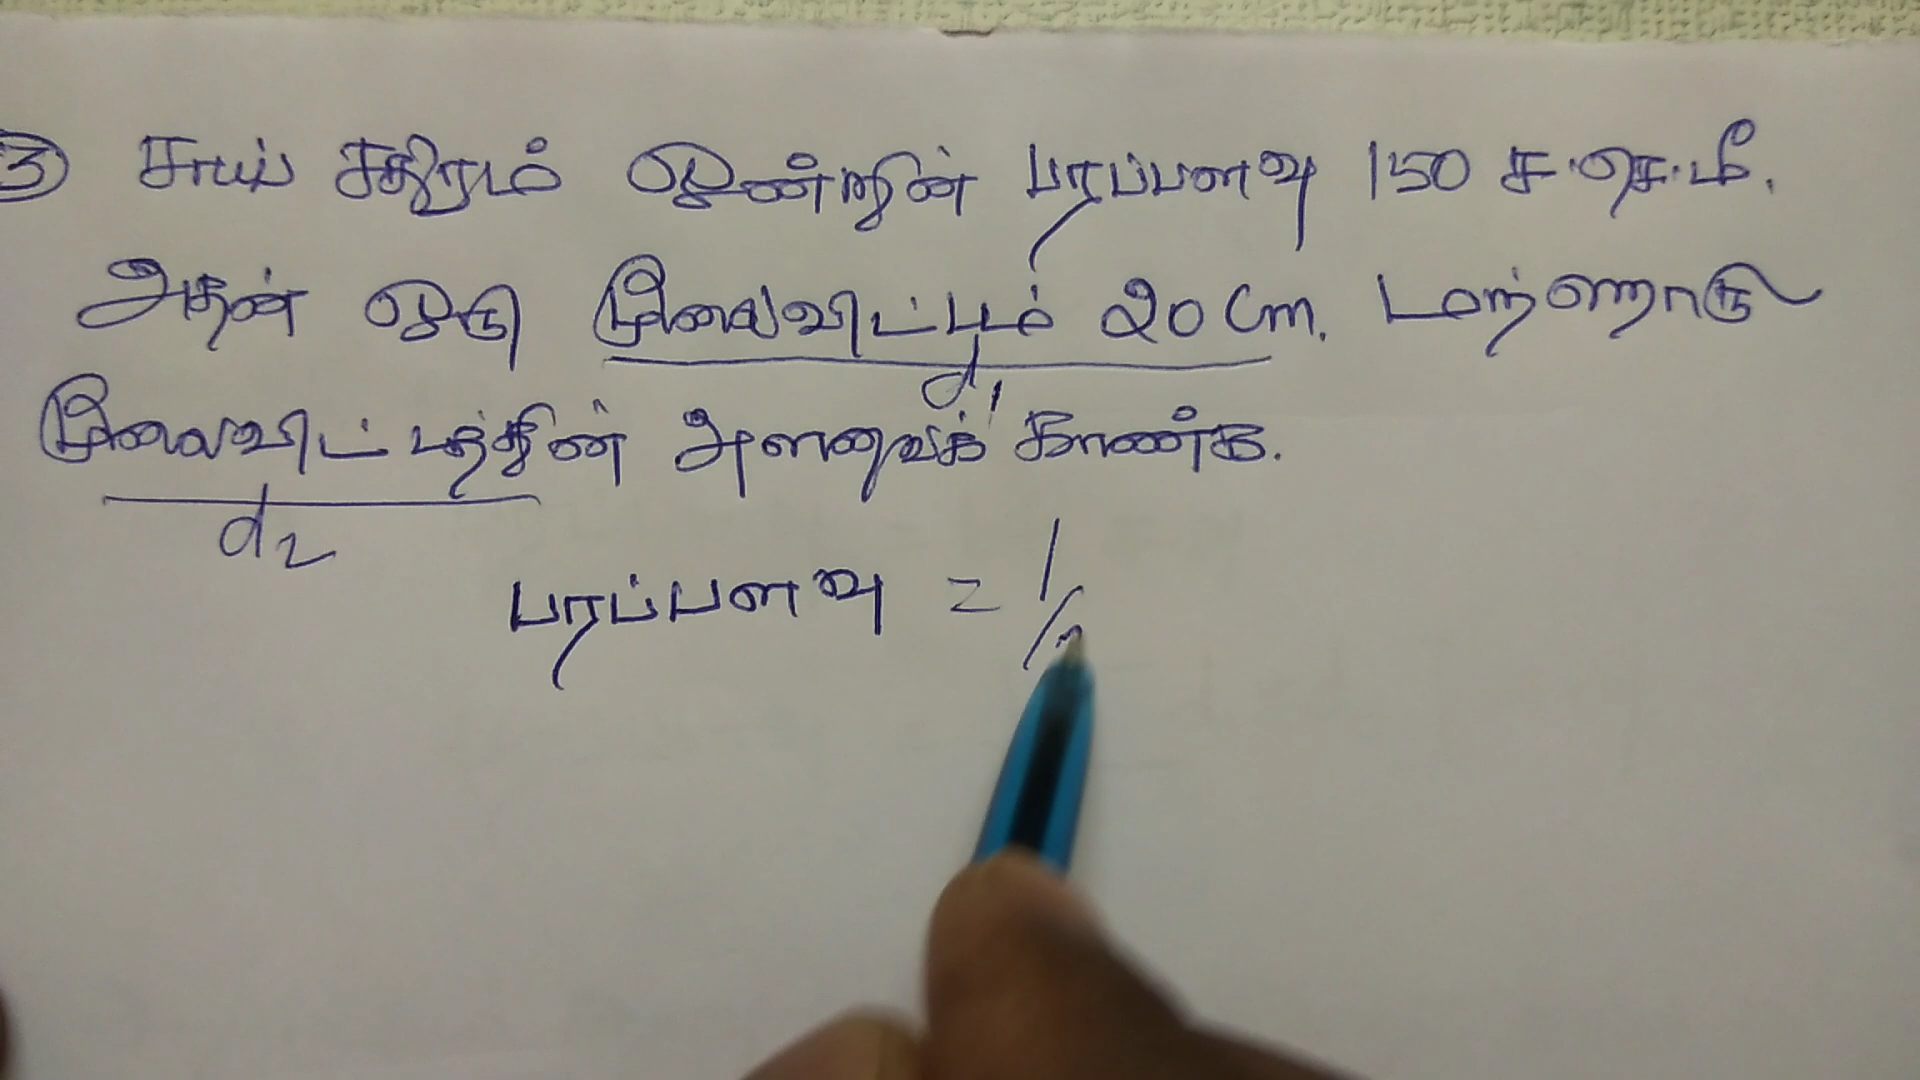 3 சாய் சதுரம் ஒன்றின் பரப்பளவு 150 ச.செ.மீ.
அதன் ஒரு மூலைவிட்டம் 20 Cm. மற்றொரு
d1
மூலைவிட்டத்தின் அளவைக் காண்க.
d2
பரப்பளவு = 1/2